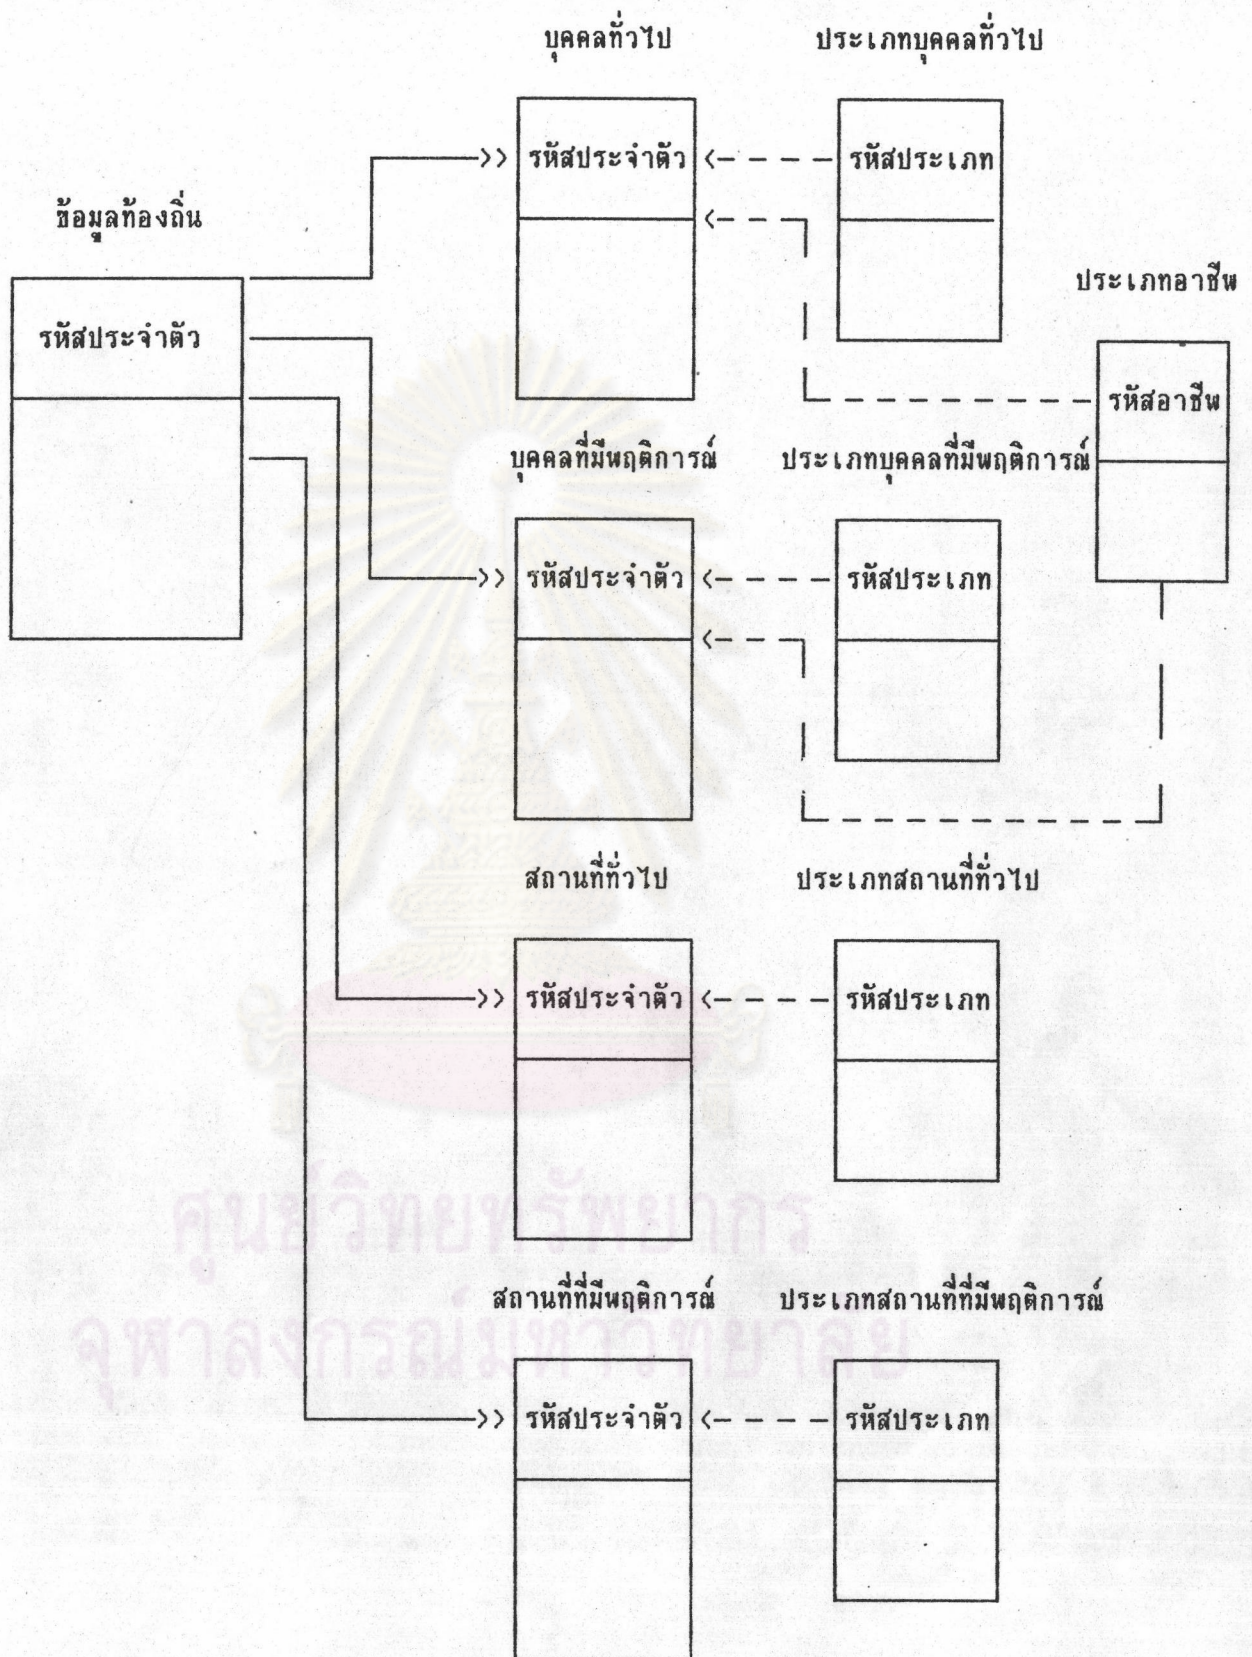 บุคคลทั่วไป ประเภทบุคคลทั่วไป
รหัสประจำตัว รหัสประเภท
ข้อมูลท้องถิ่น
ประเภทอาชีพ
รหัสประจำตัว
รหัสอาชีพ
บุคคลที่มีพฤติการณ์ ประเภทบุคคลที่มีพฤติการณ์
รหัสประจำตัว รหัสประเภท
สถานที่ทั่วไป ประเภทสถานที่ทั่วไป
รหัสประจำตัว รหัสประเภท
ศูนย์วิทยทรัพยากร
สถานที่ที่มีพฤติการณ์ ประเภทสถานที่ที่มีพฤติการณ์
จุฬาลงกรณ์มหาวิทยาลัย
รหัสประจำตัว รหัสประเภท